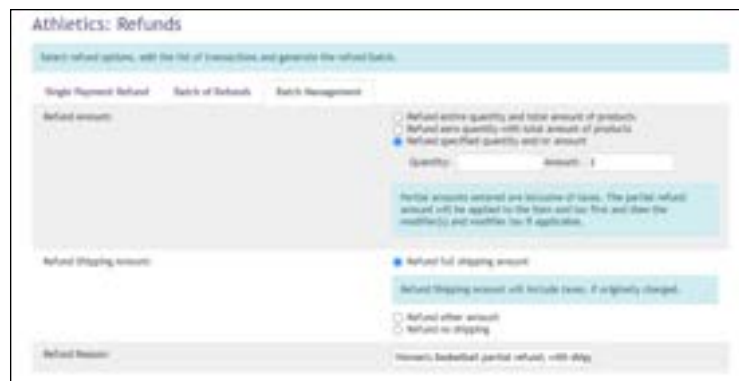 Athletics: Refunds
Select refund options, edit the list of transactions and generate the refund batch.
Single Payment Refund Batch of Refunds Batch Management
Refund Amount:
Refund entire quantity and total amount of products
Refund zero quantity with total amount of products
Refund specified quantity and/or amount
Quantity: Amount: $
Partial amounts entered are inclusive of taxes. The partial refund
amount will be applied to the item and tax first and then the
modifier(s) and modifier tax if applicable.
Refund Shipping Amount:
Refund full shipping amount
Refund Shipping amount will include taxes, if originally charged.
Refund other amount
Refund no shipping
Refund Reason:
Women's Basketball partial refund, with